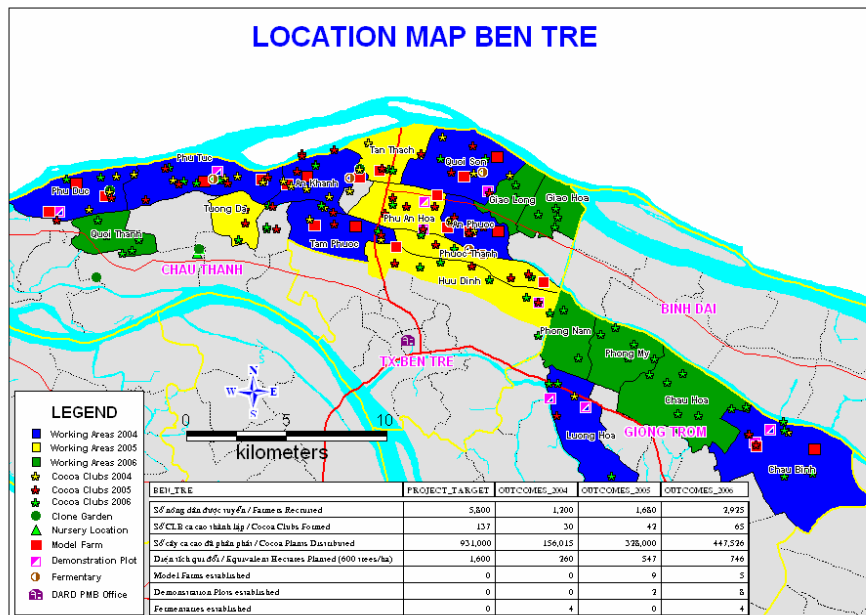 LOCATION MAP BEN TRE
Tan Thach
Phu Tuc
Quoi Son
An Khanh
Phu Duc
Giao Long
Giao Hoa
Tuong Da
Phu An Hoa
An Phuoc
Quoi Thanh
Tam Phuoc
Phuoc Thanh
CHAU THANH
Huu Dinh
BINH DAI
Phong Nam
TX.BEN TRE
Phong My
Chau Hoa
N
W E
S
GIONG TROM
Luong Hoa
Chau Binh
0 5 10
kilometers
LEGEND
Working Areas 2004
Working Areas 2005
Working Areas 2006
Cocoa Clubs 2004
Cocoa Clubs 2005
Cocoa Clubs 2006
Clone Garden
Nursery Location
Model Farm
Demonstration Plot
Fermentary
DARD PMB Office
BEN_TRE PROJECT_TARGET OUTCOMES_2004 OUTCOMES_2005 OUTCOMES_2006
Số nông dân được tuyển / Farmers Recruited 5,800 1,200 1,680 2,925
Số CLB ca cao thành lập / Cocoa Clubs Formed 137 30 42 65
Số cây ca cao đã phân phát / Cocoa Plants Distributed 931,000 156,015 328,000 447,526
Diện tích qui đổi / Equivalent Hectares Planted (600 trees/ha) 1,600 260 547 746
Model Farms established 0 0 9 5
Demonstration Plots established 0 0 2 8
Fermentaries established 0 4 0 4